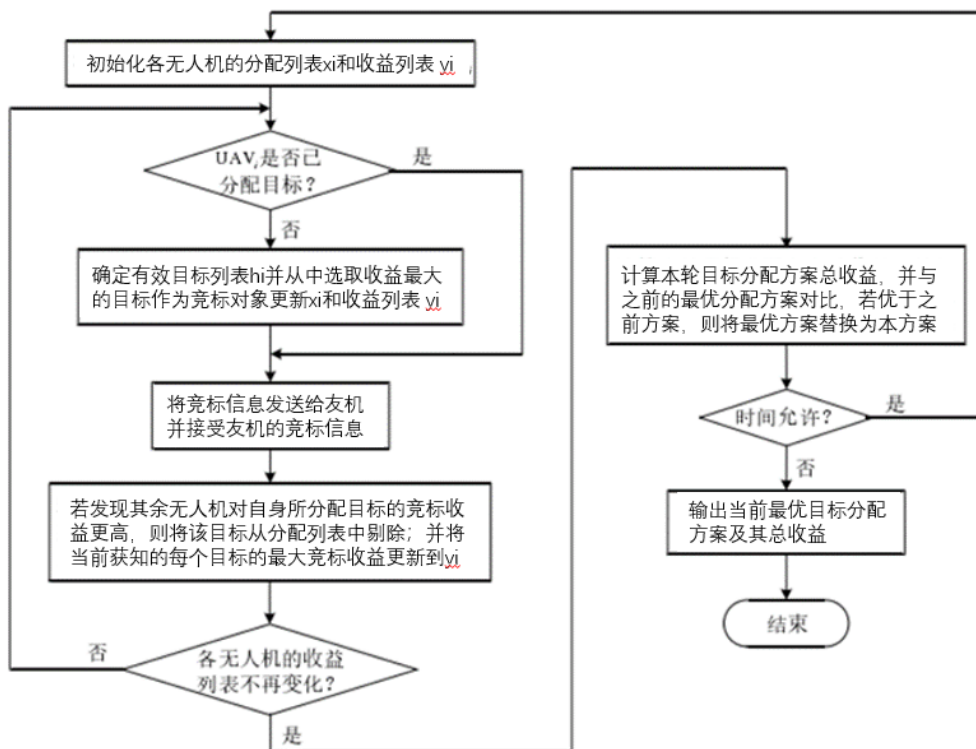 初始化各无人机的分配列表xi和收益列表 yi ,
UAVi是否已
分配目标？
是
否
确定有效目标列表hi并从中选取收益最大
的目标作为竞标对象更新xi和收益列表 yi
将竞标信息发送给友机
并接受友机的竞标信息
若发现其余无人机对自身所分配目标的竞标收
益更高，则将该目标从分配列表中剔除；并将
当前获知的每个目标的最大竞标收益更新到yi
各无人机的收益
列表不再变化？
否
是
计算本轮目标分配方案总收益，并与
之前的最优分配方案对比，若优于之
前方案，则将最优方案替换为本方案
时间允许？
是
否
输出当前最优目标分配
方案及其总收益
结束